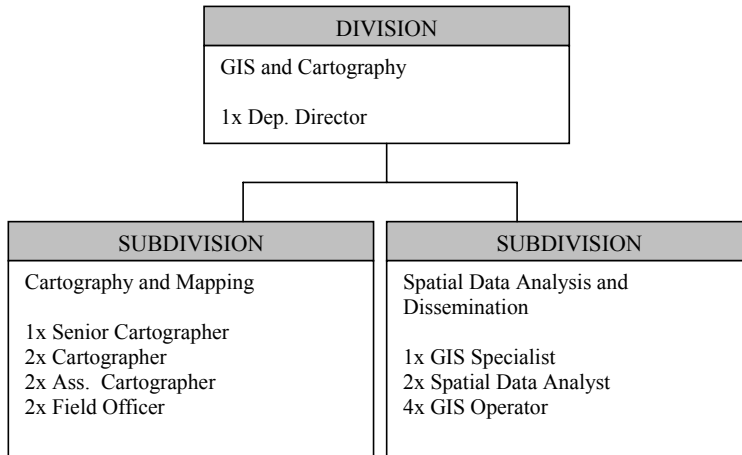 DIVISION
GIS and Cartography
1x Dep. Director
SUBDIVISION
Cartography and Mapping
1x Senior Cartographer
2x Cartographer
2x Ass. Cartographer
2x Field Officer
SUBDIVISION
Spatial Data Analysis and
Dissemination
1x GIS Specialist
2x Spatial Data Analyst
4x GIS Operator